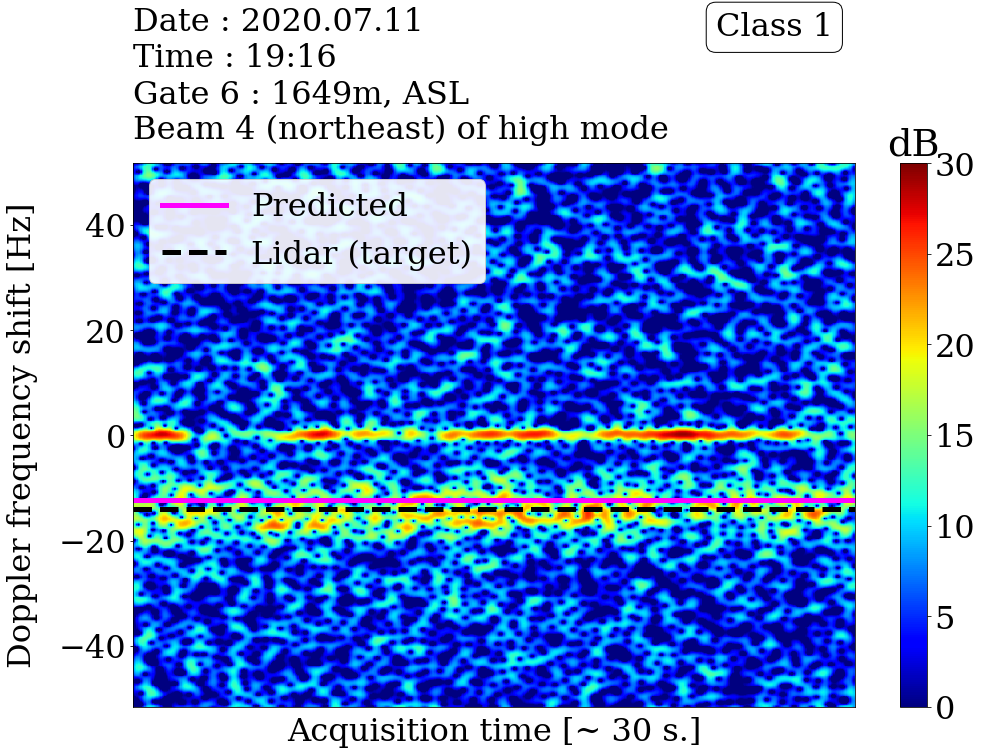 Date : 2020.07.11
Time : 19:16
Gate 6 : 1649m, ASL
Beam 4 (northeast) of high mode
Class 1
dB
Predicted
Lidar (target)
Doppler frequency shift [Hz]
40
20
0
−20
−40
Acquisition time [~ 30 s.]
30
25
20
15
10
5
0